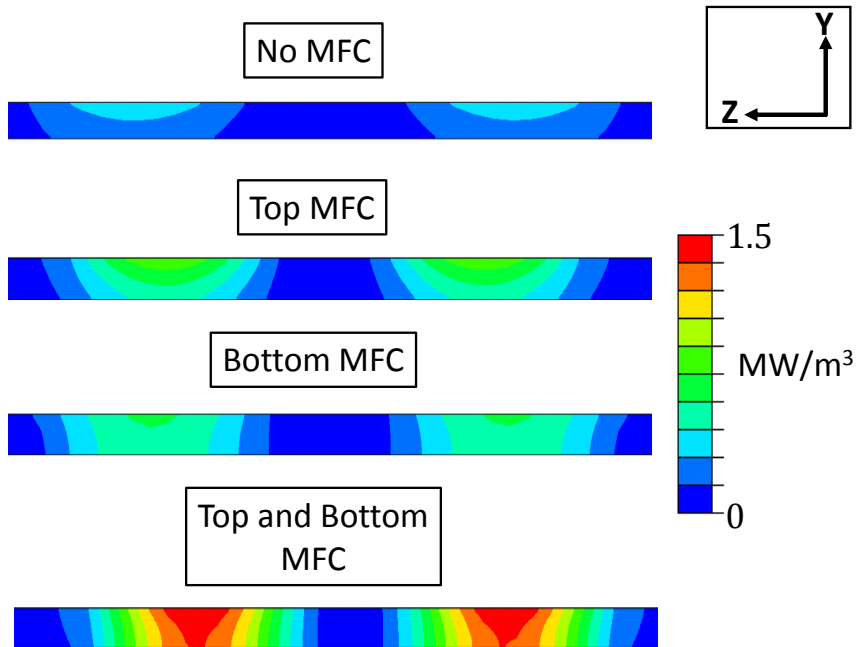 No MFC
Y
Z
Top MFC
1.5
Bottom MFC
MW/m³
Top and Bottom
MFC
0